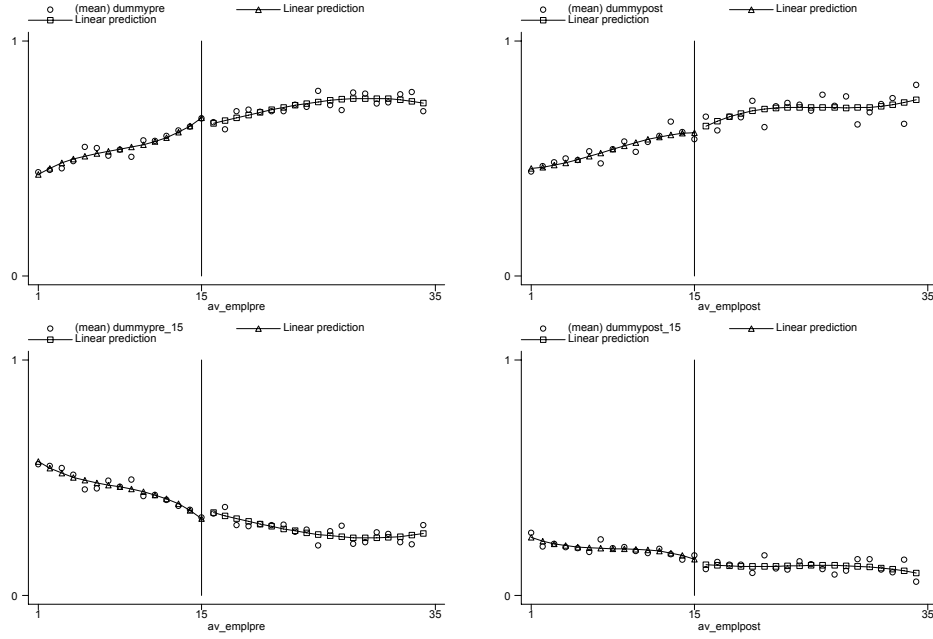 (mean) dummypre
Linear prediction
Linear prediction
1
0
1
15
35
av_emplpre
(mean) dummypost
Linear prediction
Linear prediction
1
0
1
15
35
av_emplpost
(mean) dummypre_15
Linear prediction
Linear prediction
1
0
1
15
35
av_emplpre
(mean) dummypost_15
Linear prediction
Linear prediction
1
0
1
15
35
av_emplpost